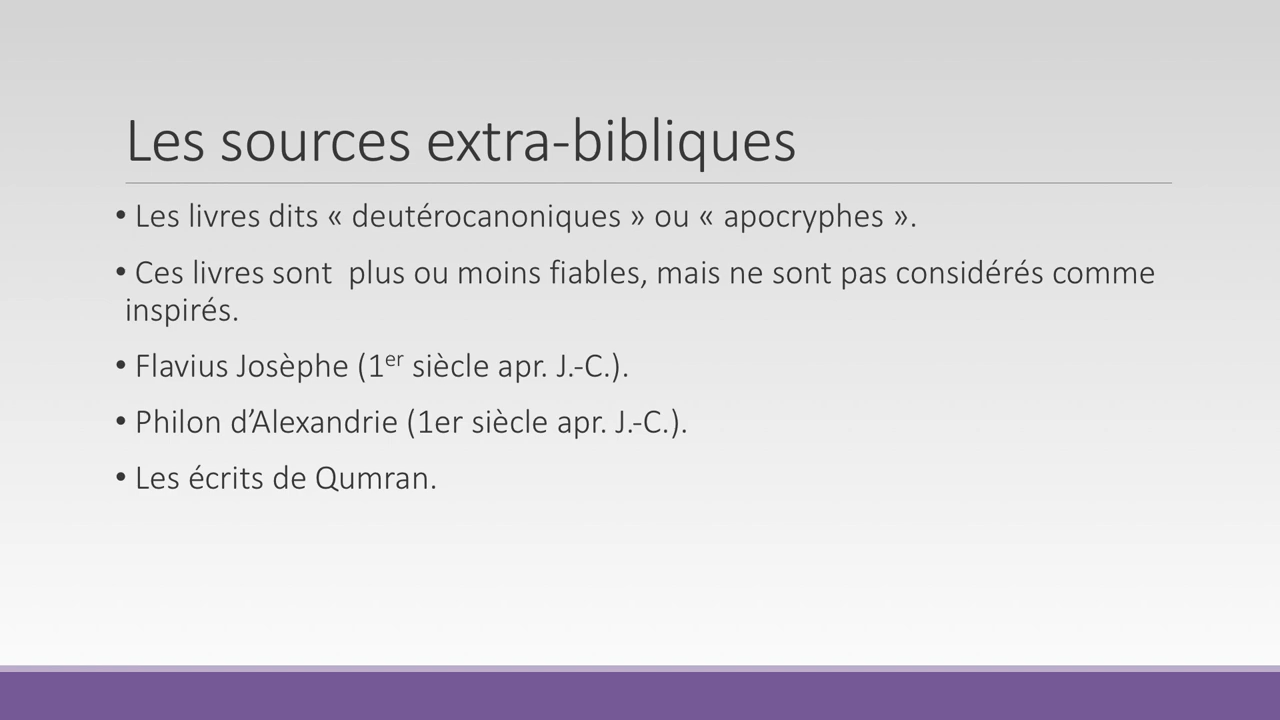 Les sources extra-bibliques
• Les livres dits « deutérocanoniques » ou « apocryphes ».
• Ces livres sont  plus ou moins fiables, mais ne sont pas considérés comme
inspirés.
• Flavius Josèphe (1er siècle apr. J.-C.).
• Philon d’Alexandrie (1er siècle apr. J.-C.).
• Les écrits de Qumran.